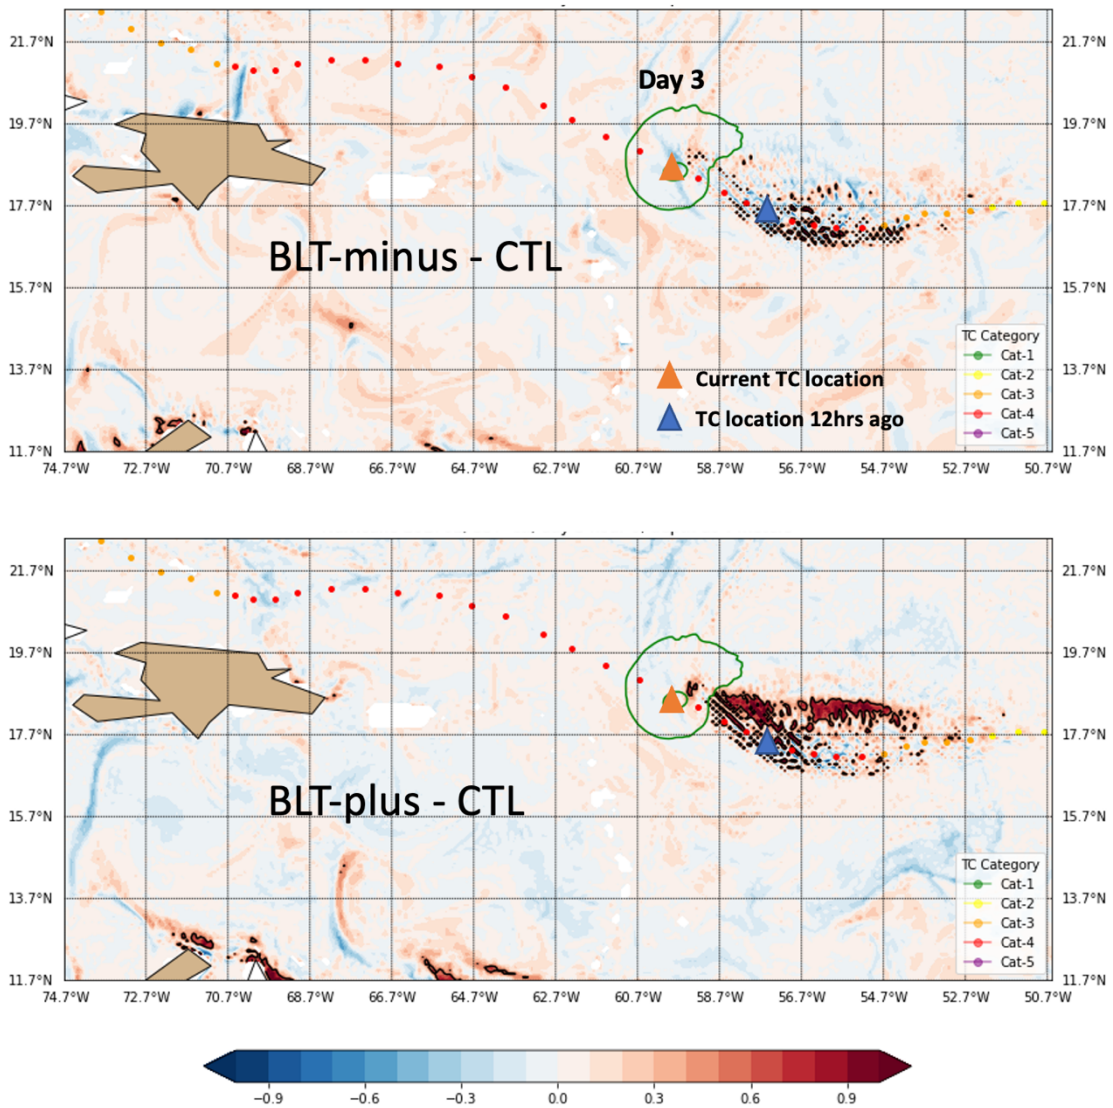 Day 3
21.7°N 21.7°N
19.7°N 19.7°N
17.7°N 17.7°N
BLT-minus - CTL
15.7°N 15.7°N
TC Category
Cat-1
Cat-2
Cat-3
Cat-4
Cat-5
13.7°N 13.7°N
Current TC location
TC location 12hrs ago
11.7°N 11.7°N
74.7°W 72.7°W 70.7°W 68.7°W 66.7°W 64.7°W 62.7°W 60.7°W 58.7°W 56.7°W 54.7°W 52.7°W 50.7°W
21.7°N 21.7°N
19.7°N 19.7°N
17.7°N 17.7°N
BLT-plus - CTL
15.7°N 15.7°N
TC Category
Cat-1
Cat-2
Cat-3
Cat-4
Cat-5
13.7°N 13.7°N
11.7°N 11.7°N
74.7°W 72.7°W 70.7°W 68.7°W 66.7°W 64.7°W 62.7°W 60.7°W 58.7°W 56.7°W 54.7°W 52.7°W 50.7°W
−0.9 −0.6 −0.3 0.0 0.3 0.6 0.9